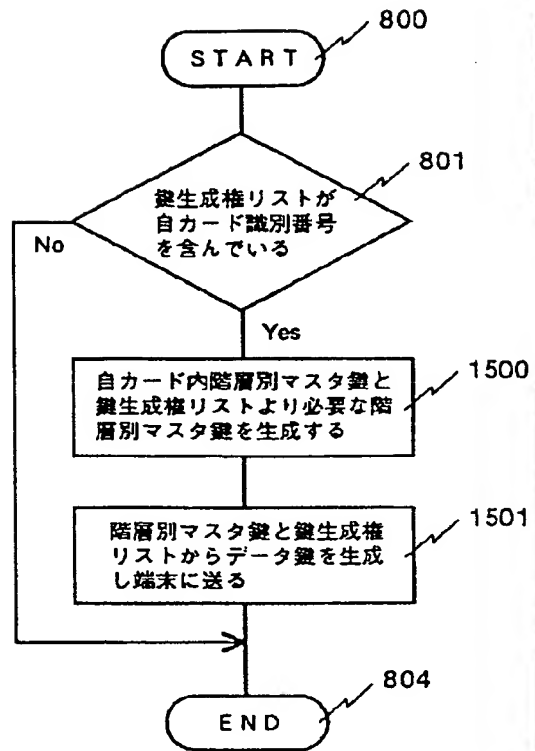 START
800
801
鍵生成権リストが
自カード識別番号
を含んでいる
No
Yes
自カード内階層別マスタ鍵と
鍵生成権リストより必要な階
層別マスタ鍵を生成する
1500
階層別マスタ鍵と鍵生成権
リストからデータ鍵を生成
し端末に送る
1501
END
804